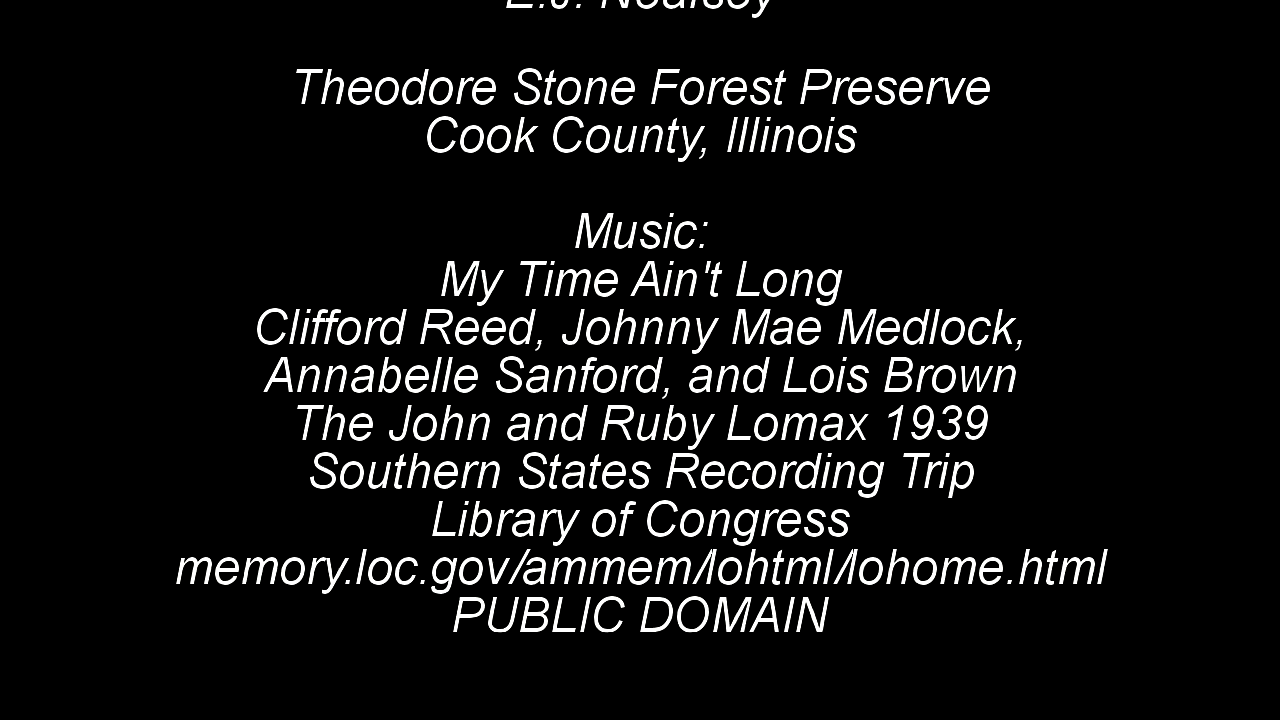 Theodore Stone Forest Preserve
Cook County, Illinois
Music:
My Time Ain't Long
Clifford Reed, Johnny Mae Medlock,
Annabelle Sanford, and Lois Brown
The John and Ruby Lomax 1939
Southern States Recording Trip
Library of Congress
memory.loc.gov/ammem/lohtml/lohome.html
PUBLIC DOMAIN